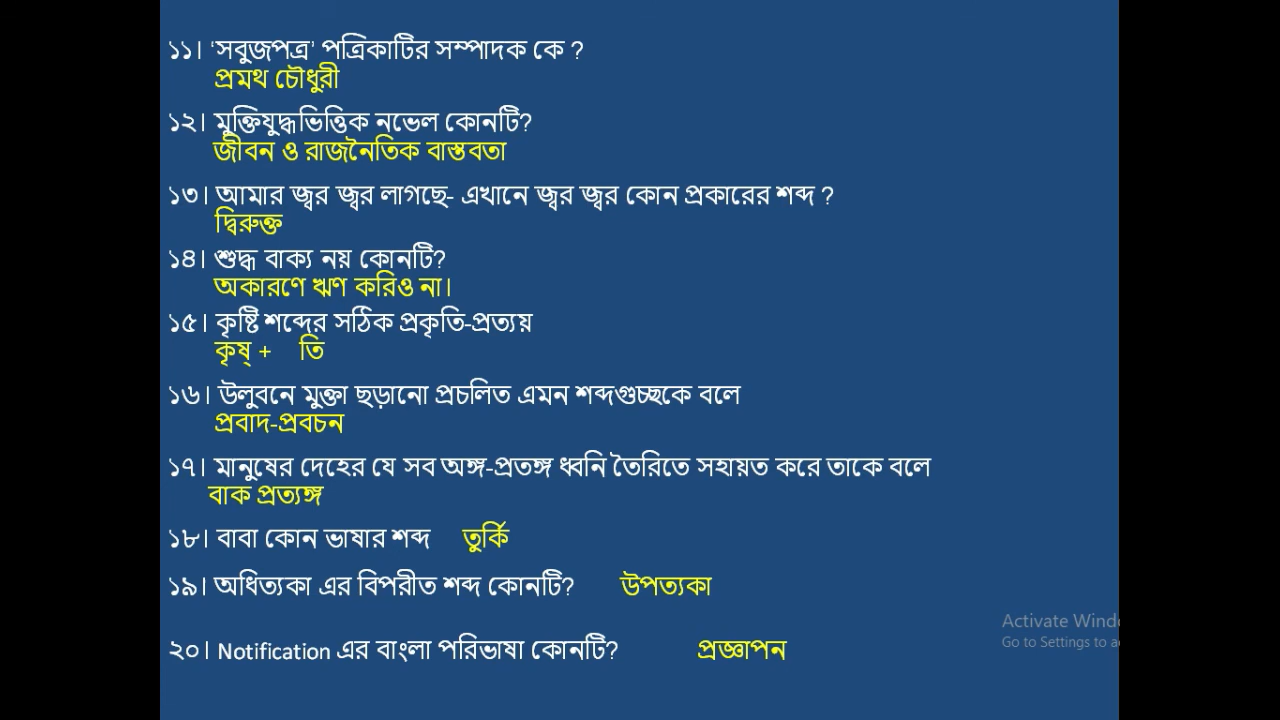 ১১। ‘সবুজপত্র’ পত্রিকাটির সম্পাদক কে ?
প্রমথ চৌধুরী
১২। মুক্তিযুদ্ধভিত্তিক নভেল কোনটি?
জীবন ও রাজনৈতিক বাস্তবতা
১৩। আমার জ্বর জ্বর লাগছে- এখানে জ্বর জ্বর কোন প্রকারের শব্দ ?
দ্বিরুক্ত
১৪। শুদ্ধ বাক্য নয় কোনটি?
অকারণে ঋণ করিও না।
১৫। কৃষ্টি শব্দের সঠিক প্রকৃতি-প্রত্যয়
কৃষ্ + তি
১৬। উলুবনে মুক্তা ছড়ানো প্রচলিত এমন শব্দগুচ্ছকে বলে
প্রবাদ-প্রবচন
১৭। মানুষের দেহের যে সব অঙ্গ-প্রতঙ্গ ধ্বনি তৈরিতে সহায়ত করে তাকে বলে
বাক প্রত্যঙ্গ
১৮। বাবা কোন ভাষার শব্দ তুর্কি
১৯। অধিত্যকা এর বিপরীত শব্দ কোনটি? উপত্যকা
২০। Notification এর বাংলা পরিভাষা কোনটি? প্রজ্ঞাপন
Activate Wind
Go to Settings to a